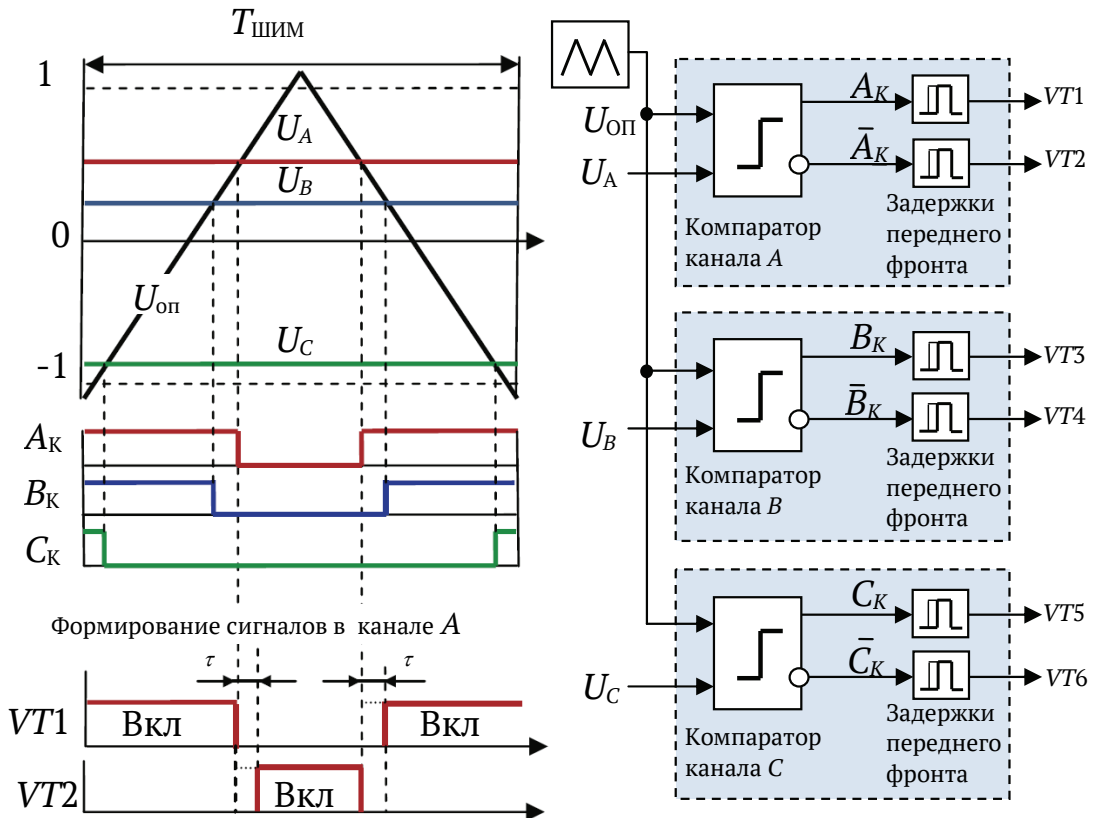 T_ШИМ
1
U_A
U_B
0
U_оп
U_C
-1
A_К
B_К
C_К
Формирование сигналов в канале A
τ
τ
VT1
Вкл
Вкл
VT2
Вкл
U_ОП
U_A
A_K
Ā_K
VT1
VT2
Компаратор
канала A
Задержки
переднего
фронта
U_B
B_K
B̄_K
VT3
VT4
Компаратор
канала B
Задержки
переднего
фронта
U_C
C_K
C̄_K
VT5
VT6
Компаратор
канала C
Задержки
переднего
фронта